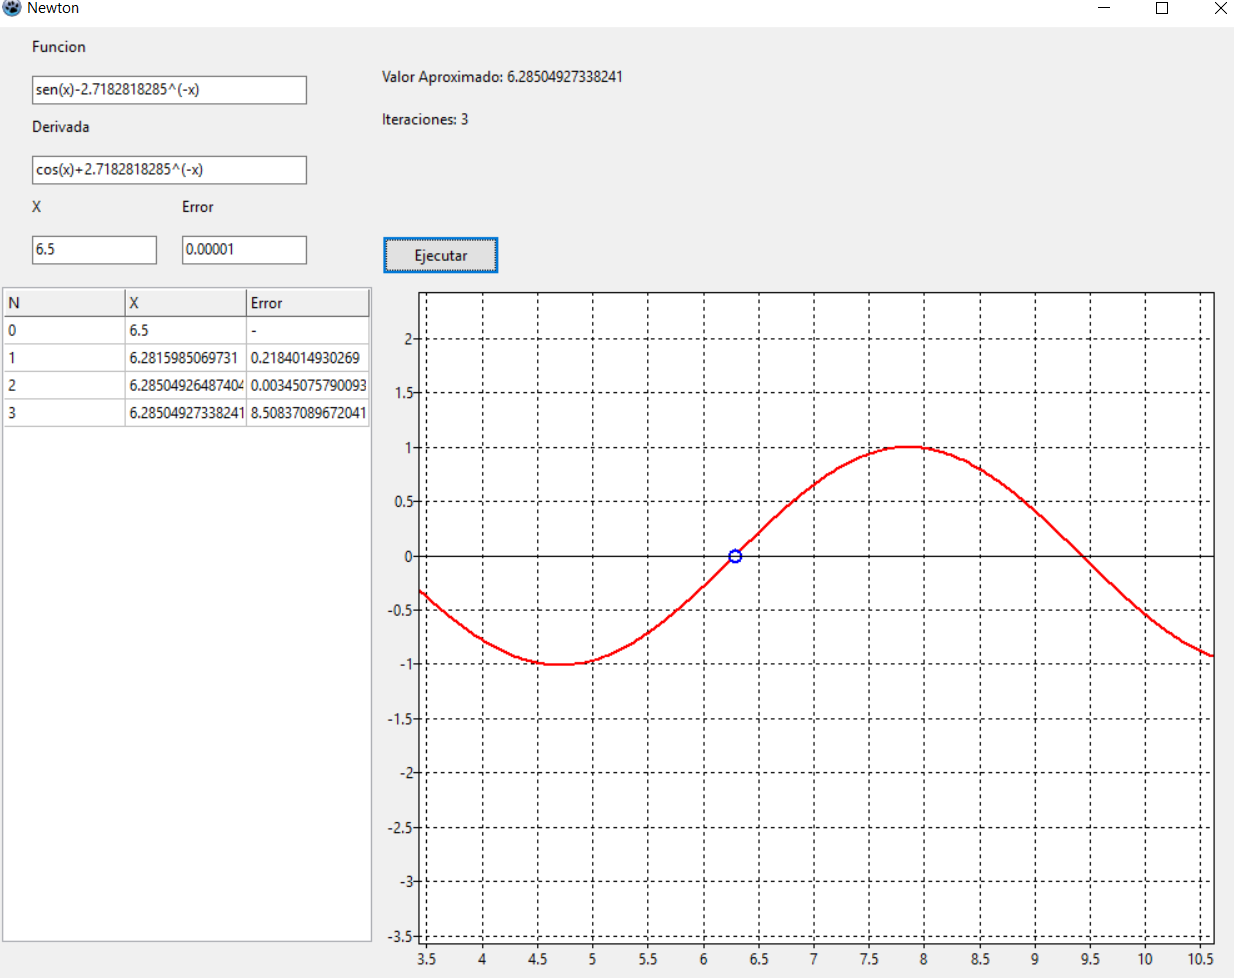 Newton
Funcion
sen(x)-2.7182818285^(-x)
Valor Aproximado: 6.28504927338241
Iteraciones: 3
Derivada
cos(x)+2.7182818285^(-x)
X Error
6.5 0.00001
Ejecutar
N X Error
0 6.5 -
1 6.2815985069731 0.2184014930269
2 6.28504926487404 0.00345075790093
3 6.28504927338241 8.50837089672041
2
1.5
1
0.5
0
-0.5
-1
-1.5
-2
-2.5
-3
-3.5
3.5 4 4.5 5 5.5 6 6.5 7 7.5 8 8.5 9 9.5 10 10.5